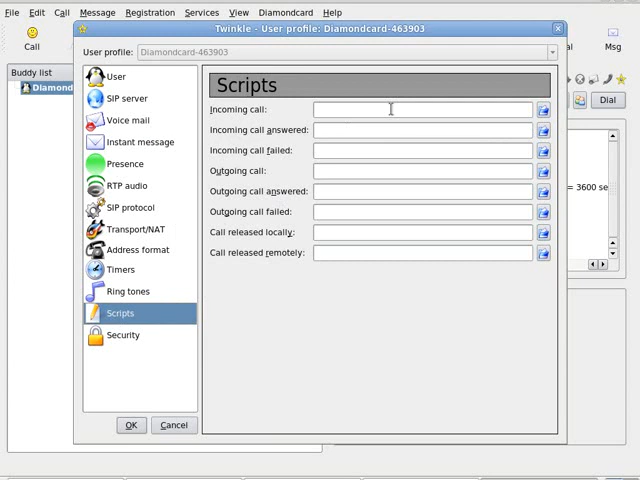 File Edit Call Message Registration Services View Diamondcard Help
Twinkle - User profile: Diamondcard-463903
Call
Msg
User profile: Diamondcard-463903
Buddy list
Diamond
Dial
= 3600 se
User
SIP server
Voice mail
Instant message
Presence
RTP audio
SIP protocol
Transport/NAT
Address format
Timers
Ring tones
Scripts
Security
Scripts
Incoming call:
Incoming call answered:
Incoming call failed:
Outgoing call:
Outgoing call answered:
Outgoing call failed:
Call released locally:
Call released remotely:
OK Cancel